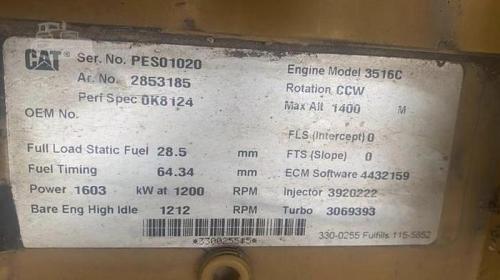 CAT
Ser. No. PES01020
Ar. No. 2853185
Perf Spec 0K8124
OEM No.
Full Load Static Fuel 28.5 mm
Fuel Timing 64.34 mm
Power 1603 kW at 1200 RPM
Bare Eng High Idle 1212 RPM
*3300255#5*
Engine Model 3516C
Rotation CCW
Max Alt 1400 M
FLS (Intercept) 0
FTS (Slope) 0
ECM Software 4432159
Injector 3920222
Turbo 3069393
330-0255 Fulfills 115-5852